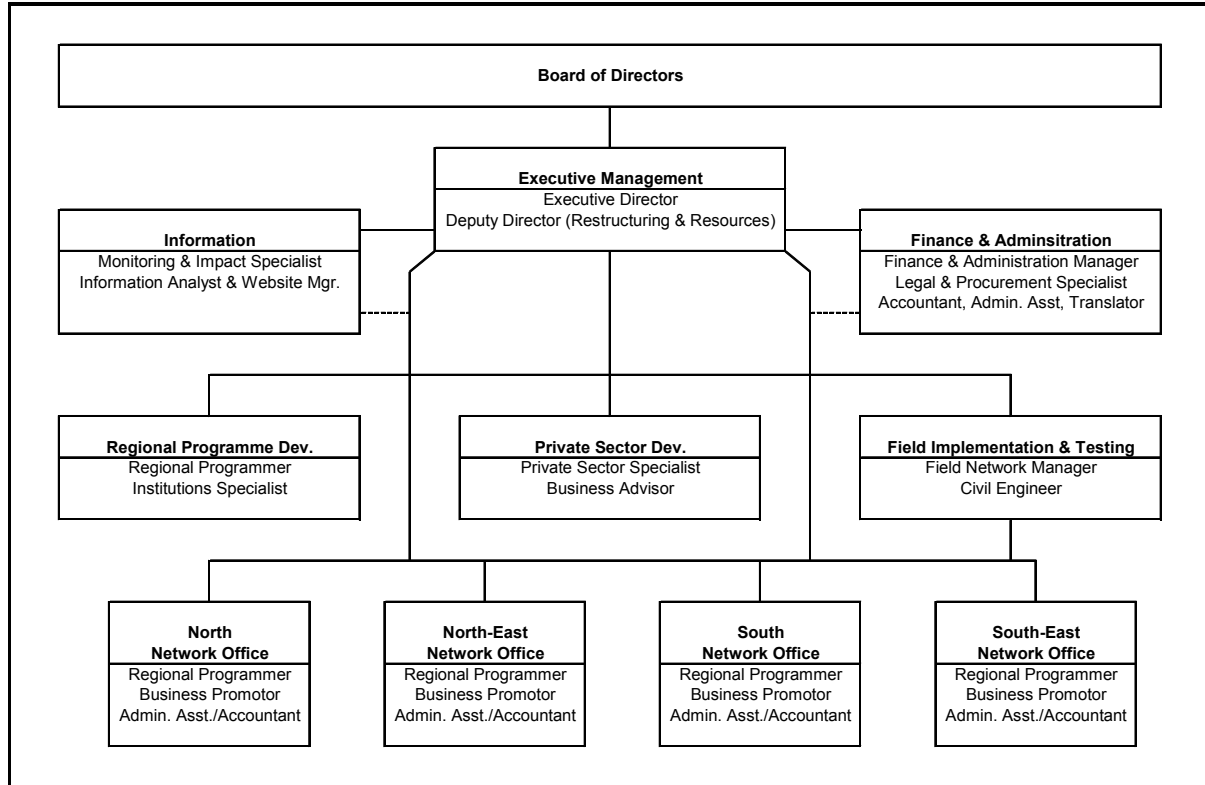 Board of Directors
Executive Management
Executive Director
Deputy Director (Restructuring & Resources)
Information
Monitoring & Impact Specialist
Information Analyst & Website Mgr.
Finance & Adminsitration
Finance & Administration Manager
Legal & Procurement Specialist
Accountant, Admin. Asst, Translator
Regional Programme Dev.
Regional Programmer
Institutions Specialist
Private Sector Dev.
Private Sector Specialist
Business Advisor
Field Implementation & Testing
Field Network Manager
Civil Engineer
North
Network Office
Regional Programmer
Business Promotor
Admin. Asst./Accountant
North-East
Network Office
Regional Programmer
Business Promotor
Admin. Asst./Accountant
South
Network Office
Regional Programmer
Business Promotor
Admin. Asst./Accountant
South-East
Network Office
Regional Programmer
Business Promotor
Admin. Asst./Accountant